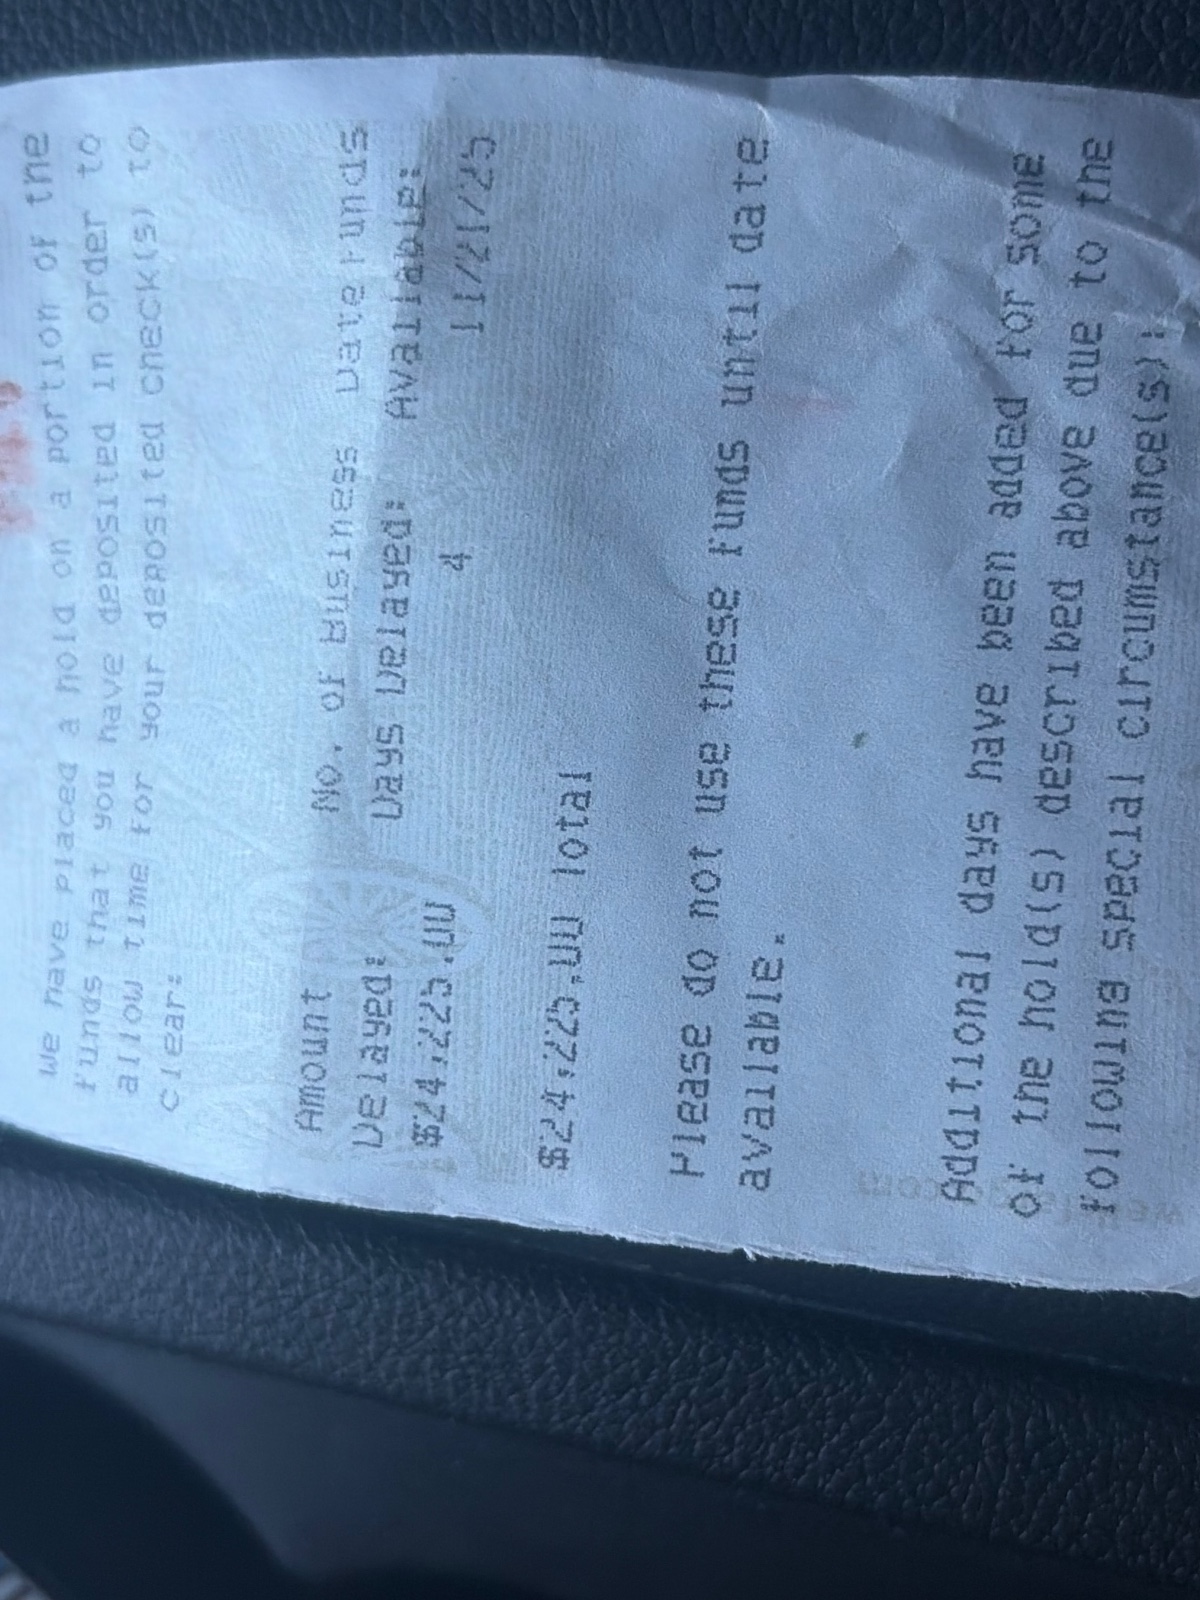 We have placed a hold on a portion of the
funds that you have deposited in order to
allow time for your deposited check(s) to
clear:
Amount No. of Business Date Funds
Delayed: Days Delayed: Available:
$24,225.00 4 11/21/25
$24,225.00 Total
Please do not use these funds until date
available.
Additional days have been added for some
of the hold(s) described above due to the
following special circumstance(s):